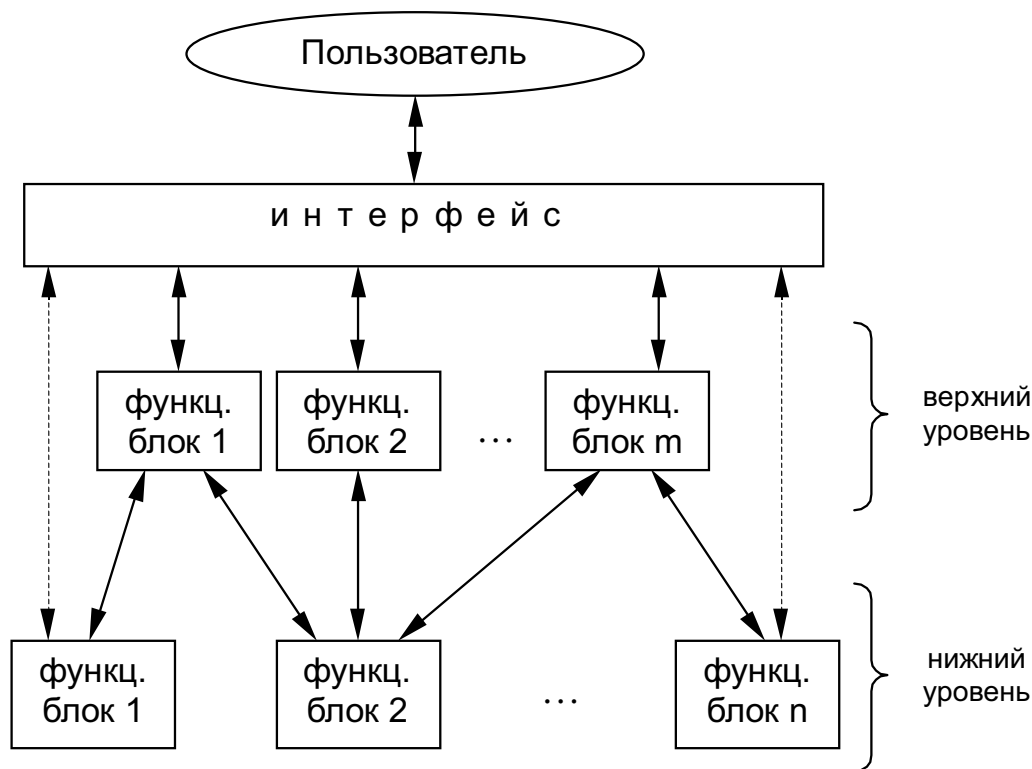 Пользователь
интерфейс
функц.
блок 1
функц.
блок 2
...
функц.
блок m
верхний
уровень
функц.
блок 1
функц.
блок 2
...
функц.
блок n
нижний
уровень